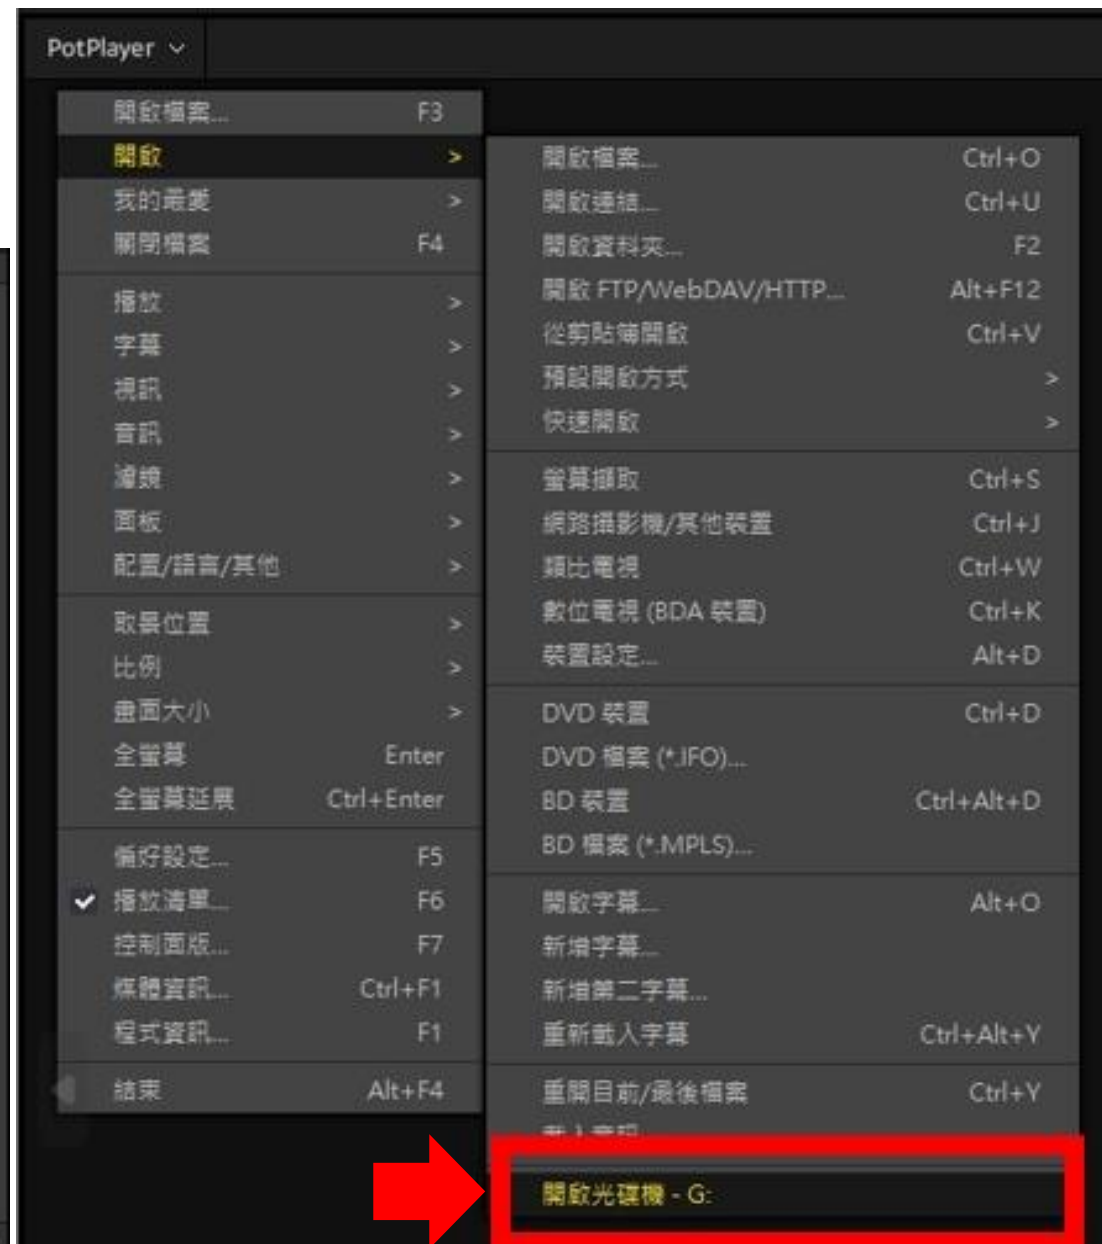 PotPlayer
開啟檔案... F3
開啟 >
我的最愛 >
關閉檔案 F4
播放 >
字幕 >
視訊 >
音訊 >
濾鏡 >
面板 >
配置/語言/其他 >
取景位置 >
比例 >
畫面大小 >
全螢幕 Enter
全螢幕延展 Ctrl+Enter
偏好設定... F5
播放清單... F6
控制面版... F7
媒體資訊... Ctrl+F1
程式資訊... F1
結束 Alt+F4
開啟檔案... Ctrl+O
開啟連結... Ctrl+U
開啟資料夾... F2
開啟 FTP/WebDAV/HTTP... Alt+F12
從剪貼簿開啟 Ctrl+V
預設開啟方式 >
快速開啟 >
螢幕擷取 Ctrl+S
網路攝影機/其他裝置 Ctrl+J
類比電視 Ctrl+W
數位電視 (BDA 裝置) Ctrl+K
裝置設定... Alt+D
DVD 裝置 Ctrl+D
DVD 檔案 (*.IFO)...
BD 裝置 Ctrl+Alt+D
BD 檔案 (*.MPLS)...
開啟字幕... Alt+O
新增字幕...
新增第二字幕...
重新載入字幕 Ctrl+Alt+Y
重開目前/最後檔案 Ctrl+Y
開啟光碟機 - G: